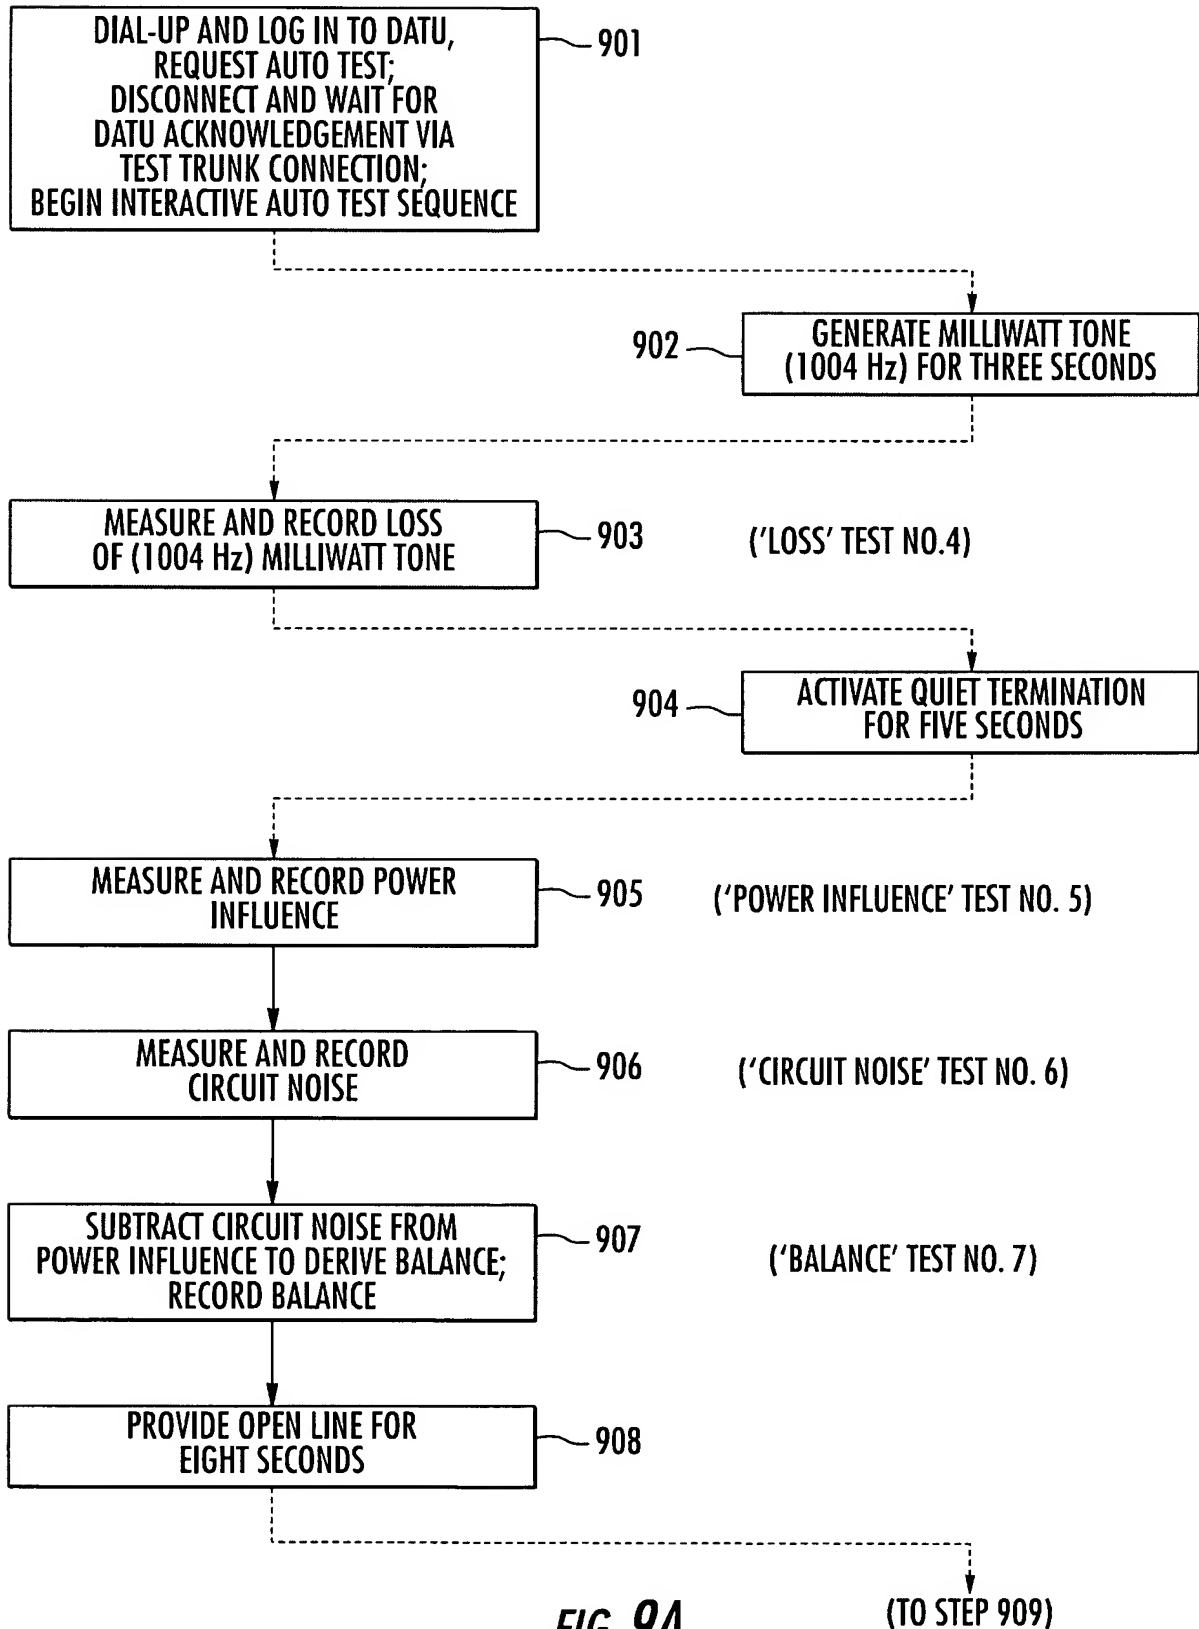 DIAL-UP AND LOG IN TO DATU,
REQUEST AUTO TEST;
DISCONNECT AND WAIT FOR
DATU ACKNOWLEDGEMENT VIA
TEST TRUNK CONNECTION;
BEGIN INTERACTIVE AUTO TEST SEQUENCE
901
902
GENERATE MILLIWATT TONE
(1004 Hz) FOR THREE SECONDS
MEASURE AND RECORD LOSS
OF (1004 Hz) MILLIWATT TONE
903
('LOSS' TEST NO.4)
904
ACTIVATE QUIET TERMINATION
FOR FIVE SECONDS
MEASURE AND RECORD POWER
INFLUENCE
905
('POWER INFLUENCE' TEST NO. 5)
MEASURE AND RECORD
CIRCUIT NOISE
906
('CIRCUIT NOISE' TEST NO. 6)
SUBTRACT CIRCUIT NOISE FROM
POWER INFLUENCE TO DERIVE BALANCE;
RECORD BALANCE
907
('BALANCE' TEST NO. 7)
PROVIDE OPEN LINE FOR
EIGHT SECONDS
908
(TO STEP 909)
FIG. 9A